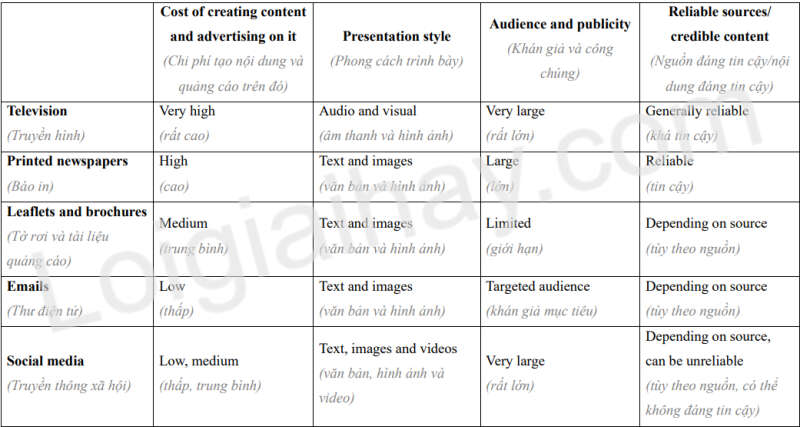 Cost of creating content
and advertising on it
(Chi phí tạo nội dung và
quảng cáo trên đó)
Presentation style
(Phong cách trình bày)
Audience and publicity
(Khán giả và công
chúng)
Reliable sources/
credible content
(Nguồn đáng tin cậy/nội
dung đáng tin cậy)
Television
(Truyền hình)
Very high
(rất cao)
Audio and visual
(âm thanh và hình ảnh)
Very large
(rất lớn)
Generally reliable
(khá tin cậy)
Printed newspapers
(Báo in)
High
(cao)
Text and images
(văn bản và hình ảnh)
Large
(lớn)
Reliable
(tin cậy)
Leaflets and brochures
(Tờ rơi và tài liệu
quảng cáo)
Medium
(trung bình)
Text and images
(văn bản và hình ảnh)
Limited
(giới hạn)
Depending on source
(tùy theo nguồn)
Emails
(Thư điện tử)
Low
(thấp)
Text and images
(văn bản và hình ảnh)
Targeted audience
(khán giả mục tiêu)
Depending on source
(tùy theo nguồn)
Social media
(Truyền thông xã hội)
Low, medium
(thấp, trung bình)
Text, images and videos
(văn bản, hình ảnh và
video)
Very large
(rất lớn)
Depending on source,
can be unreliable
(tùy theo nguồn, có thể
không đáng tin cậy)
Loigiaihay.com